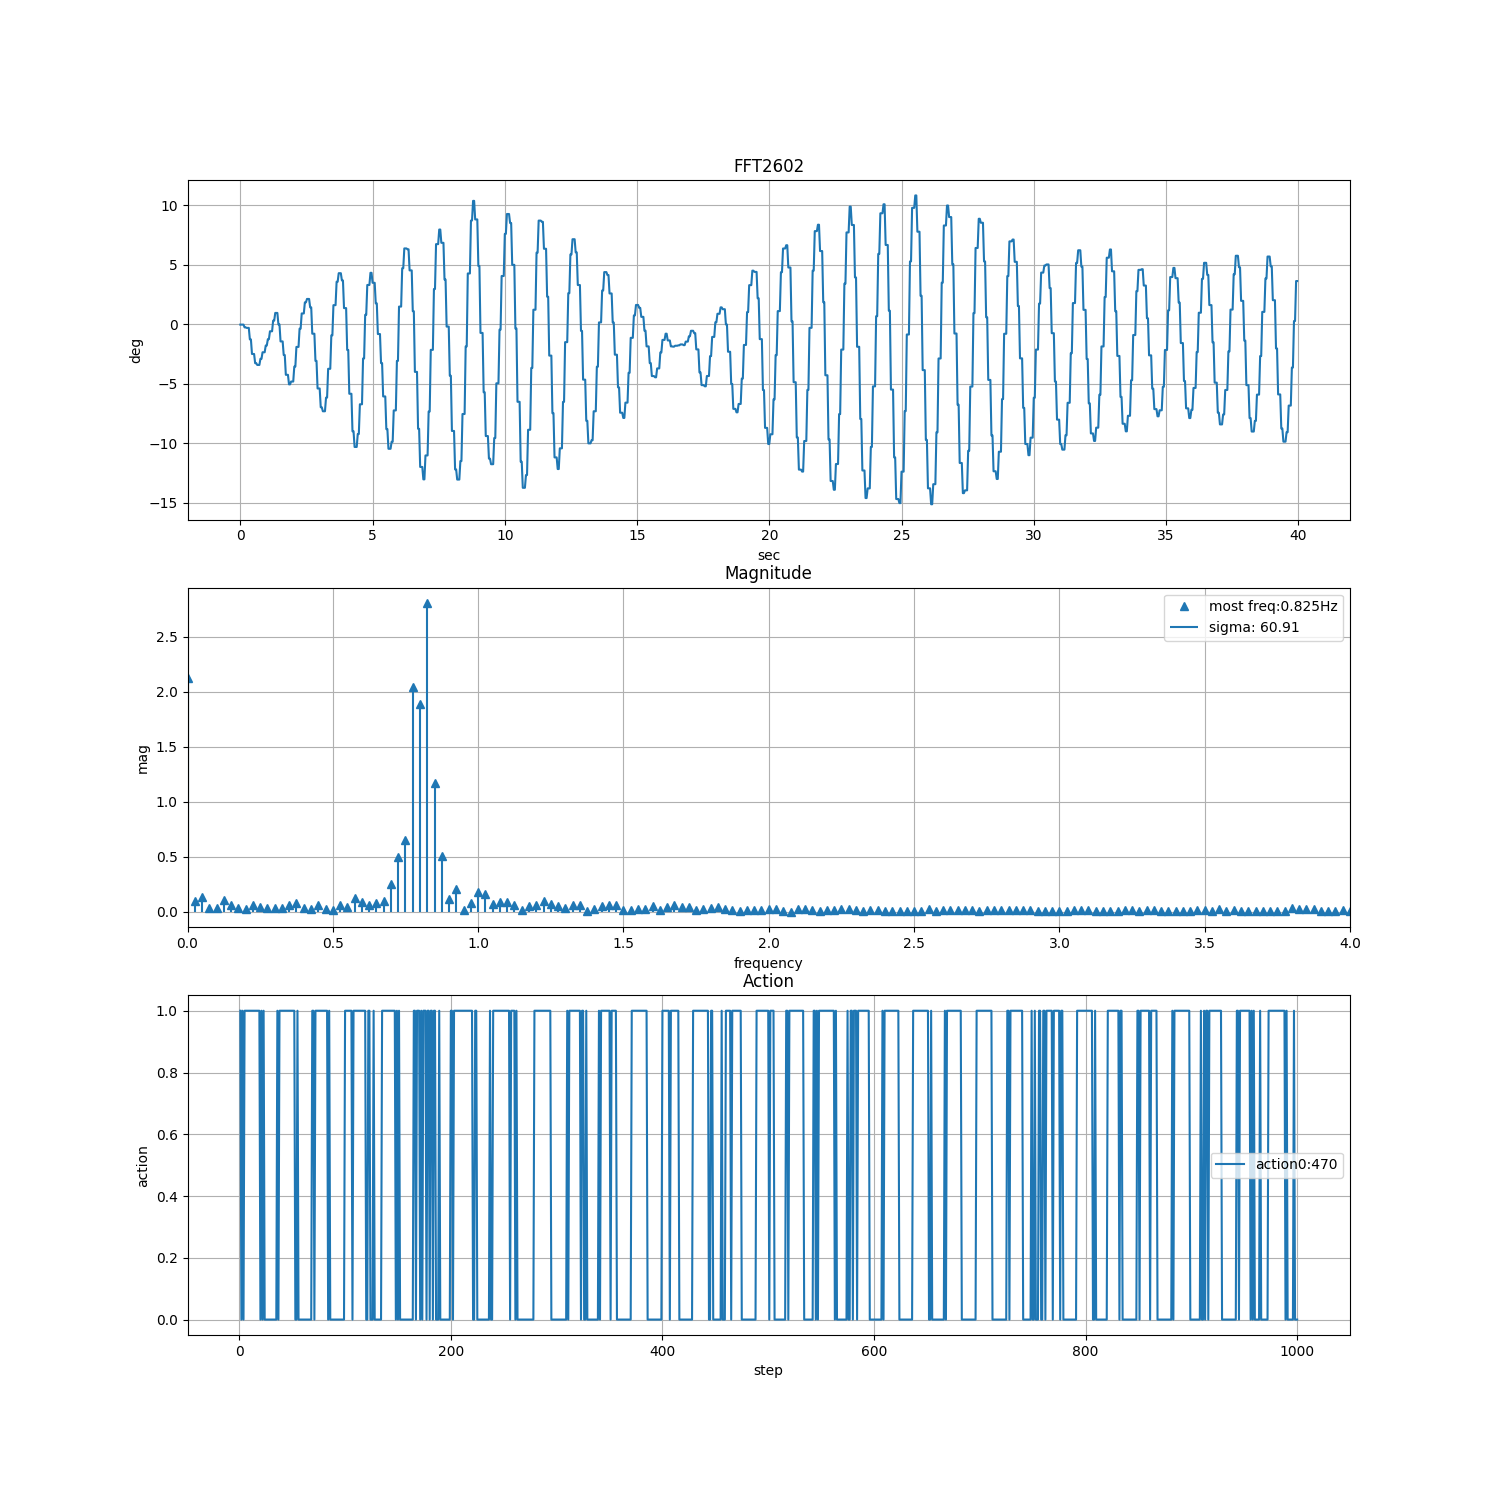 FFT2602
10
5
0
−5
−10
−15
deg
0 5 10 15 20 25 30 35 40
sec
Magnitude
most freq:0.825Hz
sigma: 60.91
2.5
2.0
1.5
1.0
0.5
0.0
mag
0.0 0.5 1.0 1.5 2.0 2.5 3.0 3.5 4.0
frequency
Action
1.0
0.8
0.6
0.4
0.2
0.0
action
action0:470
0 200 400 600 800 1000
step